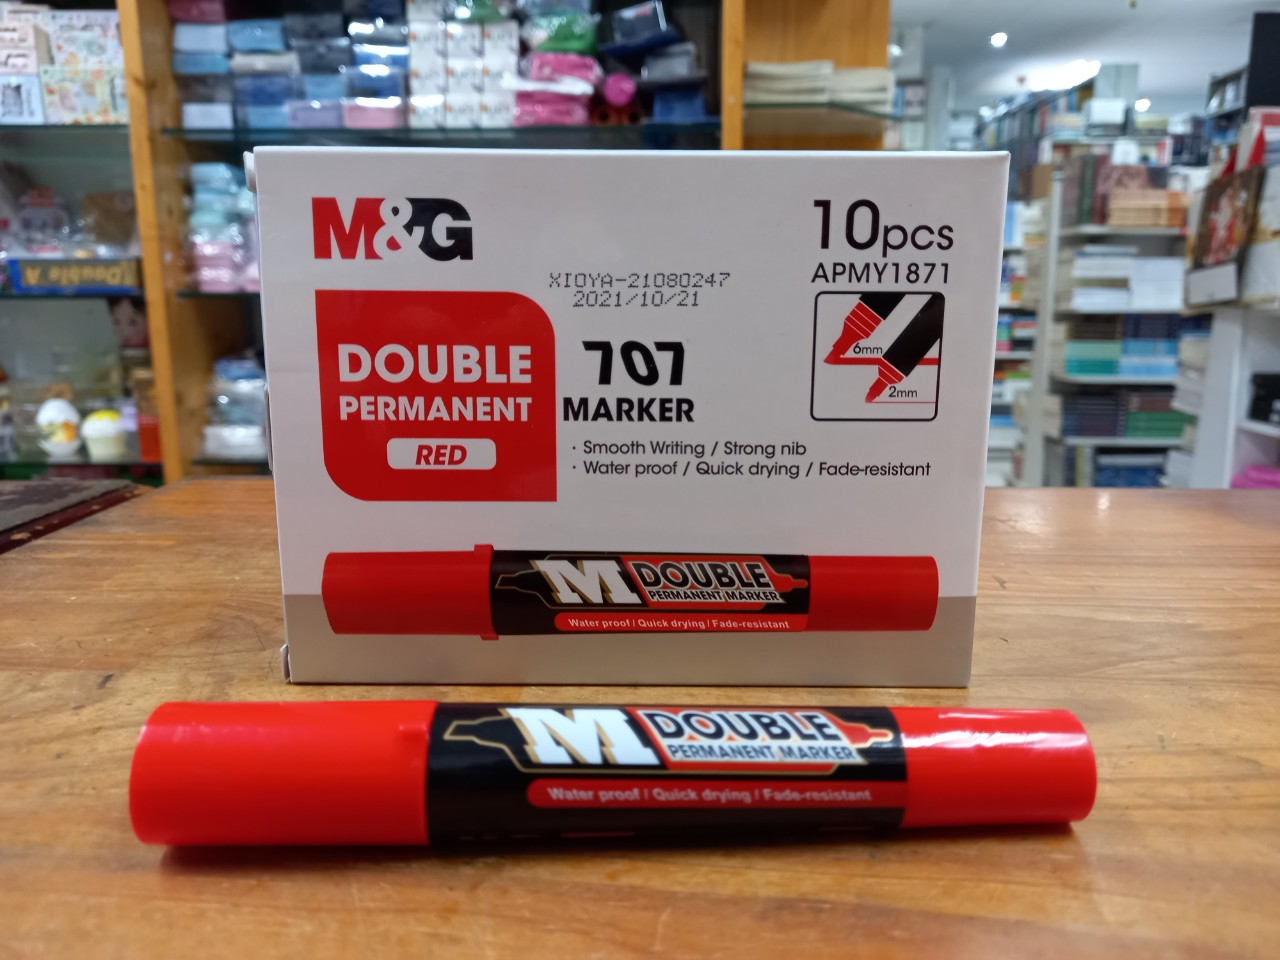 M&G
10pcs
APMY1871
XIOYA-21080247
2021/10/21
6mm
2mm
DOUBLE
PERMANENT
RED
707
MARKER
· Smooth Writing / Strong nib
· Water proof / Quick drying / Fade-resistant
M DOUBLE
PERMANENT MARKER
Water proof | Quick drying | Fade-resistant
M DOUBLE
PERMANENT MARKER
Water proof | Quick drying | Fade-resistant
Double A